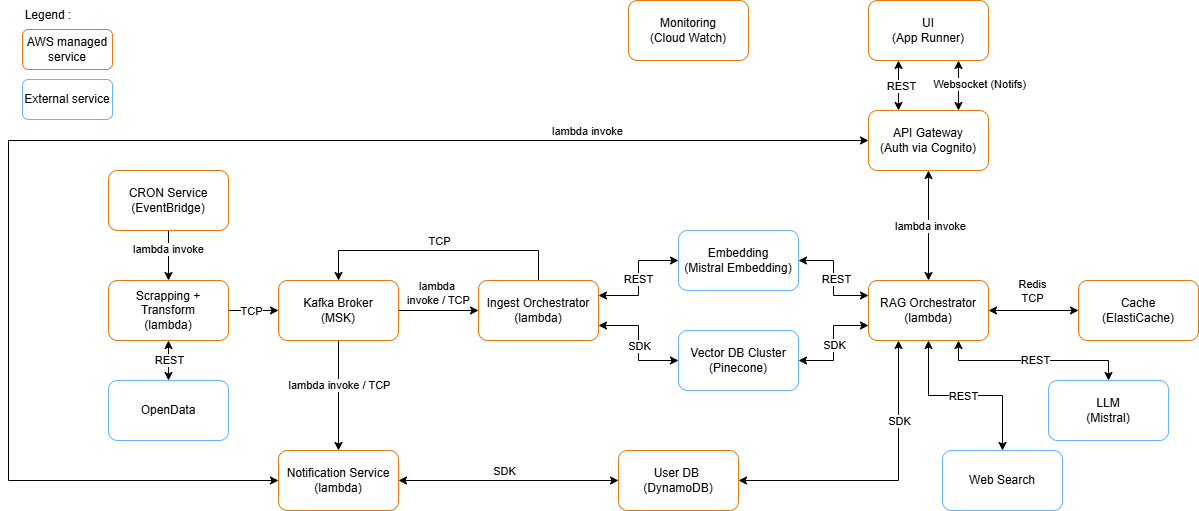 Legend :
AWS managed
service
External service
Monitoring
(Cloud Watch)
UI
(App Runner)
REST
Websocket (Notifs)
lambda invoke
API Gateway
(Auth via Cognito)
CRON Service
(EventBridge)
lambda invoke
lambda invoke
TCP
Embedding
(Mistral Embedding)
REST
REST
Scrapping +
Transform
(lambda)
TCP
Kafka Broker
(MSK)
lambda
invoke / TCP
Ingest Orchestrator
(lambda)
RAG Orchestrator
(lambda)
Redis
TCP
Cache
(ElastiCache)
SDK
Vector DB Cluster
(Pinecone)
SDK
REST
REST
OpenData
lambda invoke / TCP
REST
LLM
(Mistral)
SDK
Notification Service
(lambda)
SDK
User DB
(DynamoDB)
Web Search